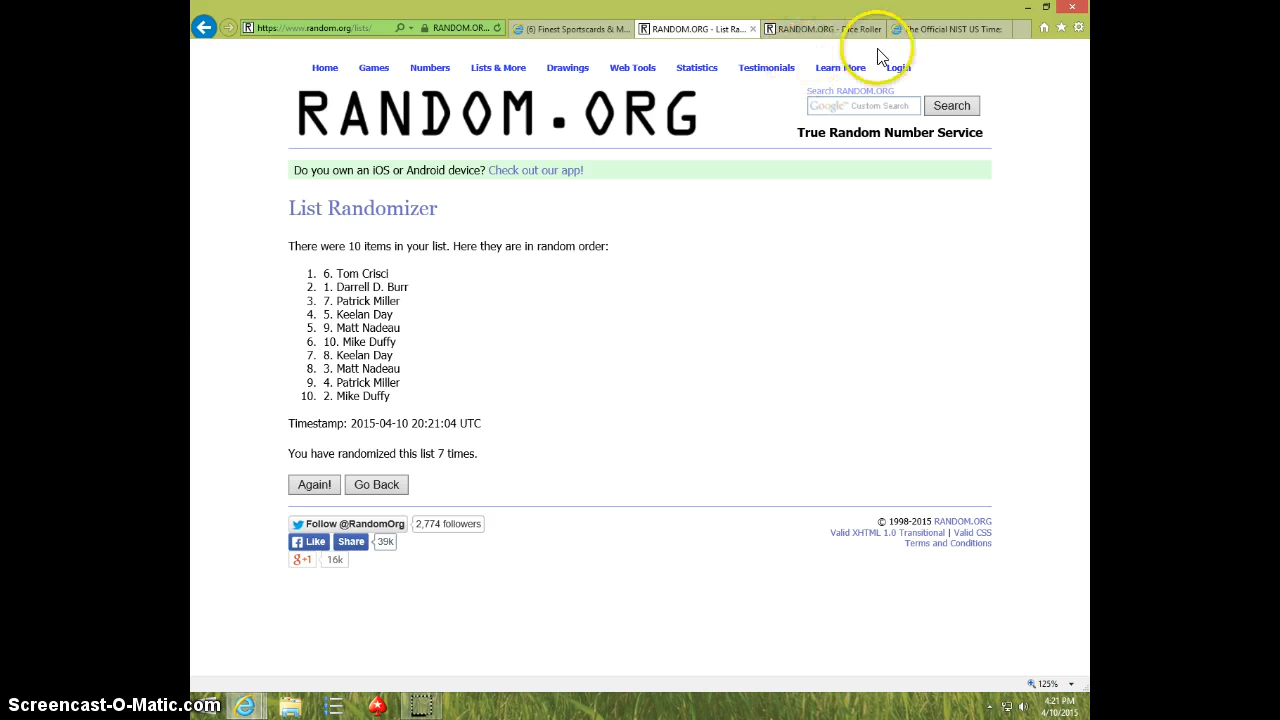 https://www.random.org/lists/
RANDOM.OR...
(6) Finest Sportscards & M...
RANDOM.ORG - List Ra...
RANDOM.ORG - Dice Roller
The Official NIST US Time:
Home Games Numbers Lists & More Drawings Web Tools Statistics Testimonials Learn More Login
Search RANDOM.ORG
RANDOM.ORG
Google™ Custom Search Search
True Random Number Service
Do you own an iOS or Android device? Check out our app!
List Randomizer
There were 10 items in your list. Here they are in random order:
1. 6. Tom Crisci
2. 1. Darrell D. Burr
3. 7. Patrick Miller
4. 5. Keelan Day
5. 9. Matt Nadeau
6. 10. Mike Duffy
7. 8. Keelan Day
8. 3. Matt Nadeau
9. 4. Patrick Miller
10. 2. Mike Duffy
Timestamp: 2015-04-10 20:21:04 UTC
You have randomized this list 7 times.
Again! Go Back
Follow @RandomOrg 2,774 followers
Like Share 39k
g+1 16k
© 1998-2015 RANDOM.ORG
Valid XHTML 1.0 Transitional | Valid CSS
Terms and Conditions
125%
Screencast-O-Matic.com
4:21 PM
4/10/2015